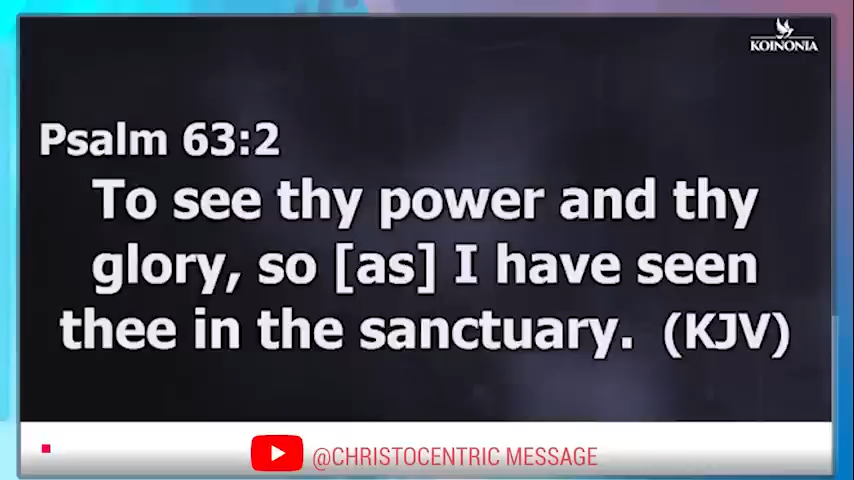 KOINONIA
Psalm 63:2
To see thy power and thy
glory, so [as] I have seen
thee in the sanctuary. (KJV)
@CHRISTOCENTRIC MESSAGE